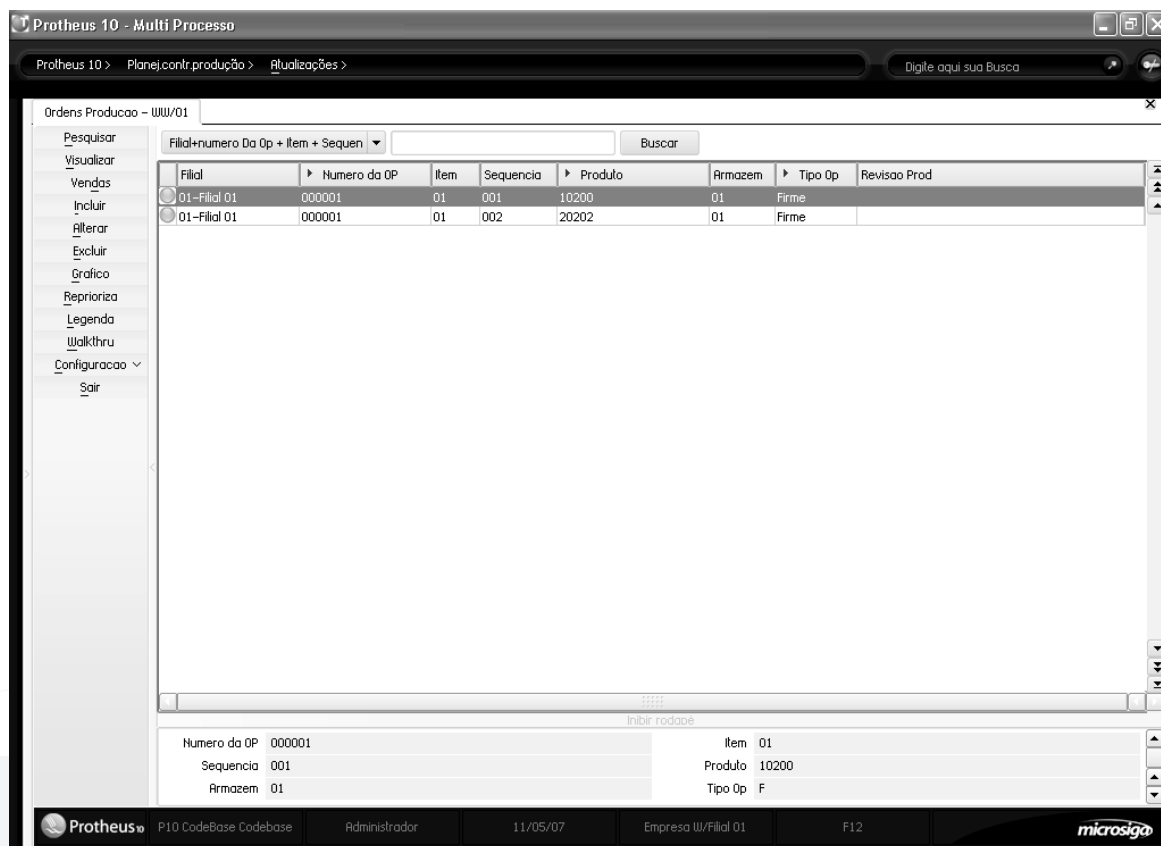 Protheus 10 - Multi Processo
Protheus 10 > Planej.contr.produção > Atualizações >
Digite aqui sua Busca
Ordens Producao - WW/01
Pesquisar
Visualizar
Vendas
Incluir
Alterar
Excluir
Grafico
Reprioriza
Legenda
Walkthru
Configuracao
Sair
Filial+numero Da Op + Item + Sequen
Buscar
Filial Numero da OP Item Sequencia Produto Armazem Tipo Op Revisao Prod
01-Filial 01 000001 01 001 10200 01 Firme
01-Filial 01 000001 01 002 20202 01 Firme
Inibir rodapé
Numero da OP 000001 Item 01
Sequencia 001 Produto 10200
Armazem 01 Tipo Op F
Protheus 10 P10 CodeBase Codebase Administrador 11/05/07 Empresa W/Filial 01 F12 microsiga